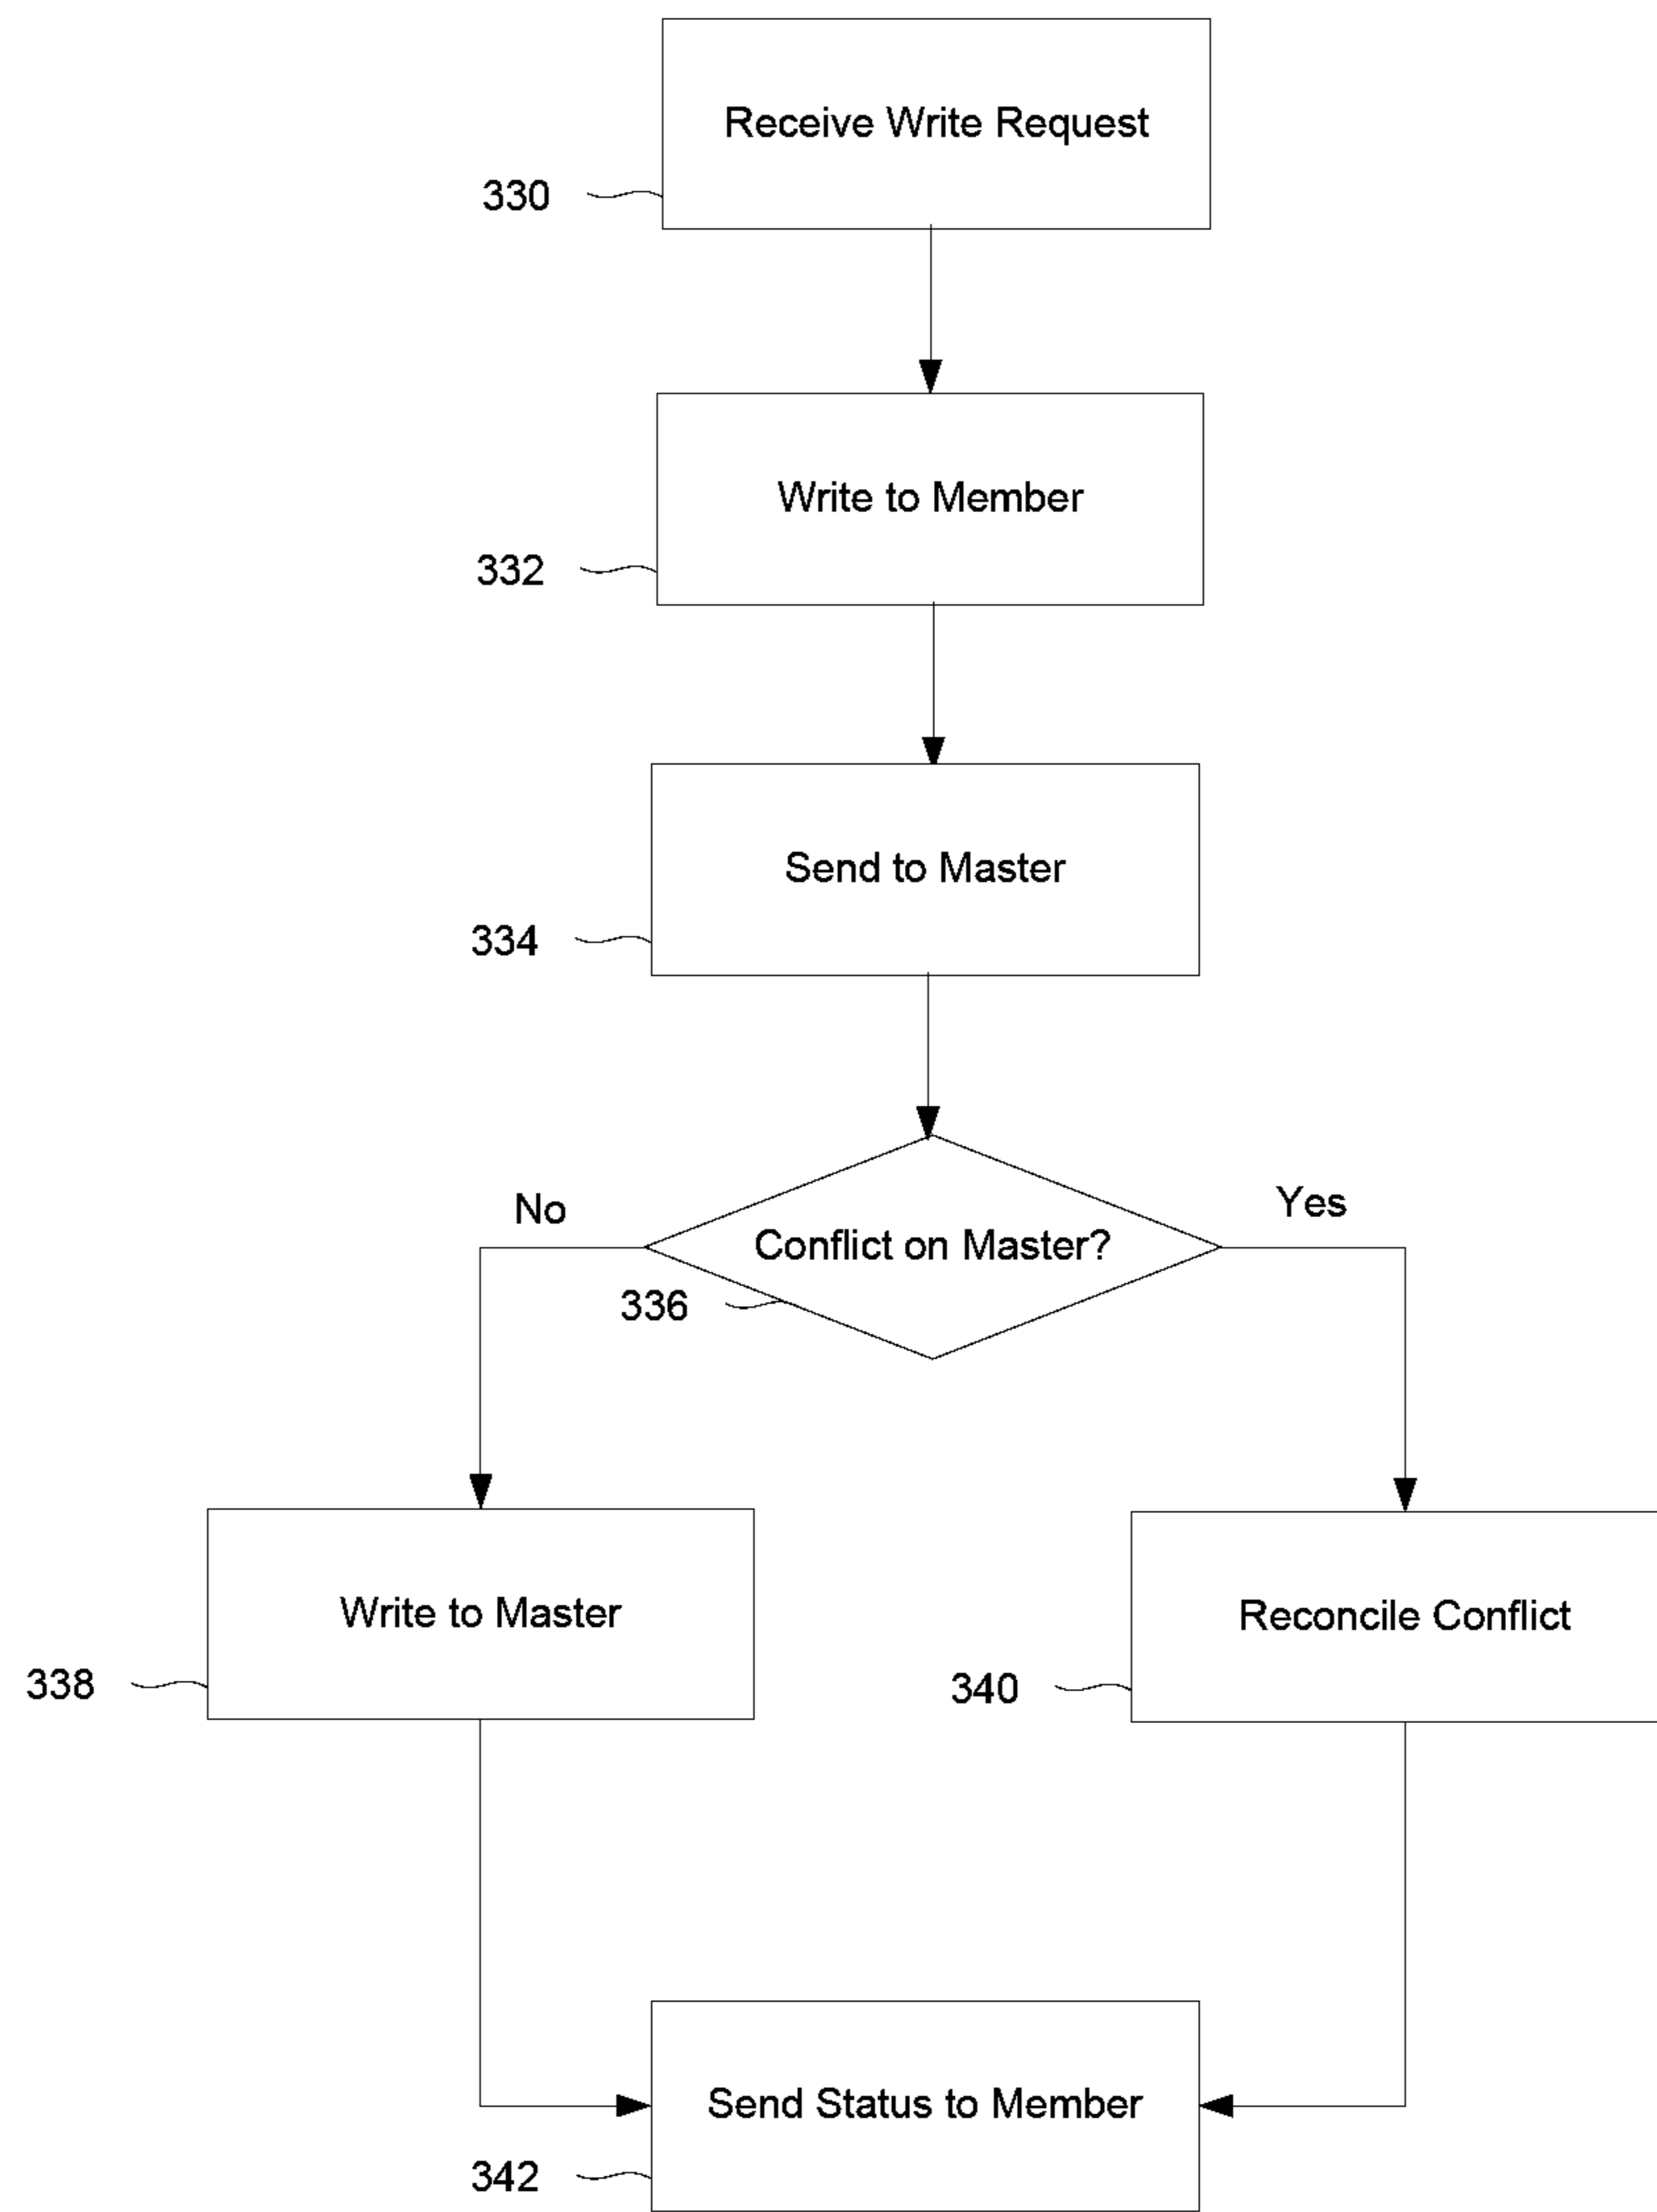 Receive Write Request
330
Write to Member
332
Send to Master
334
No
Yes
Conflict on Master?
336
Write to Master
338
Reconcile Conflict
340
Send Status to Member
342